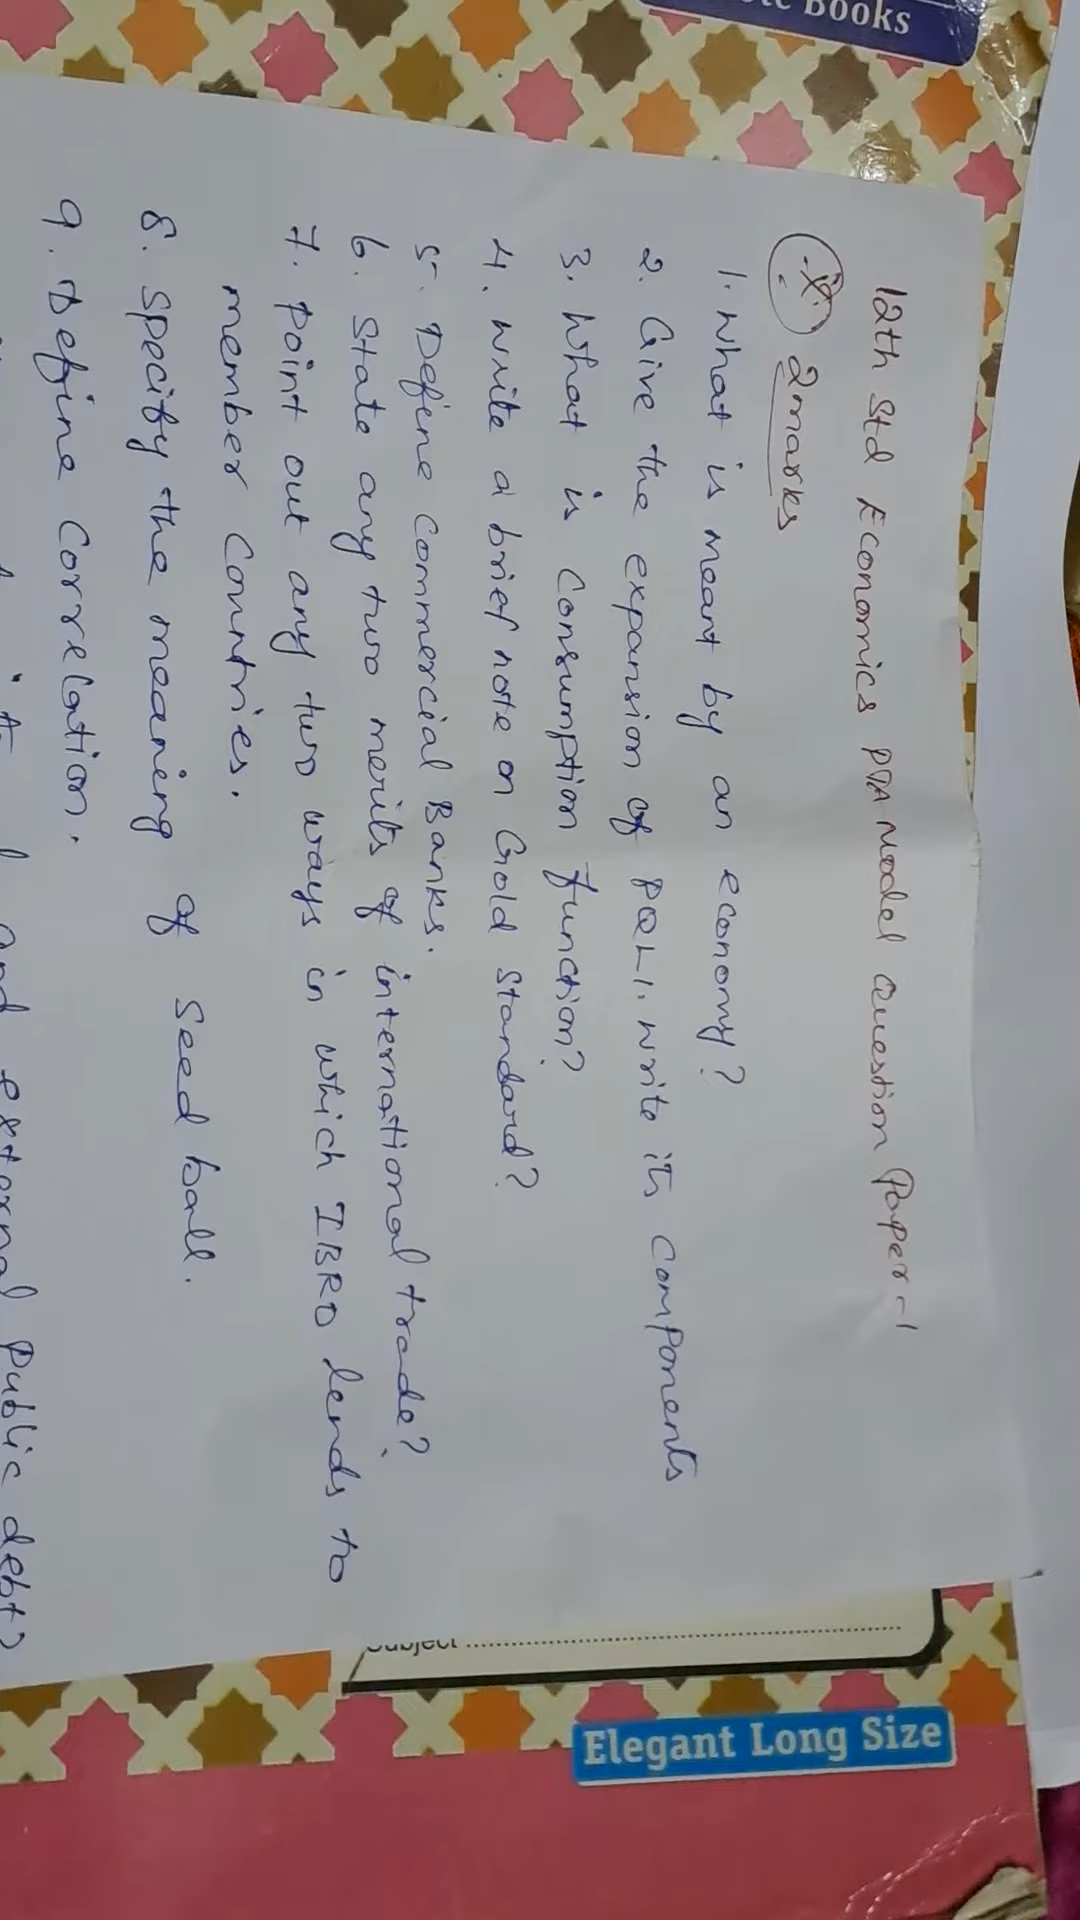 Books
12th Std Economics PTA Model Question Paper-1
2marks
1. What is meant by an economy?
2. Give the expansion of PQLI. Write its components
3. What is Consumption function?
4. Write a brief note on Gold Standard?
5. Define Commercial Banks.
6. State any two merits of international trade?
7. Point out any two ways in which IBRD lends to
member Countries.
8. Specify the meaning of Seed ball.
9. Define Correlation.
and external Public debt?
Subject
Elegant Long Size